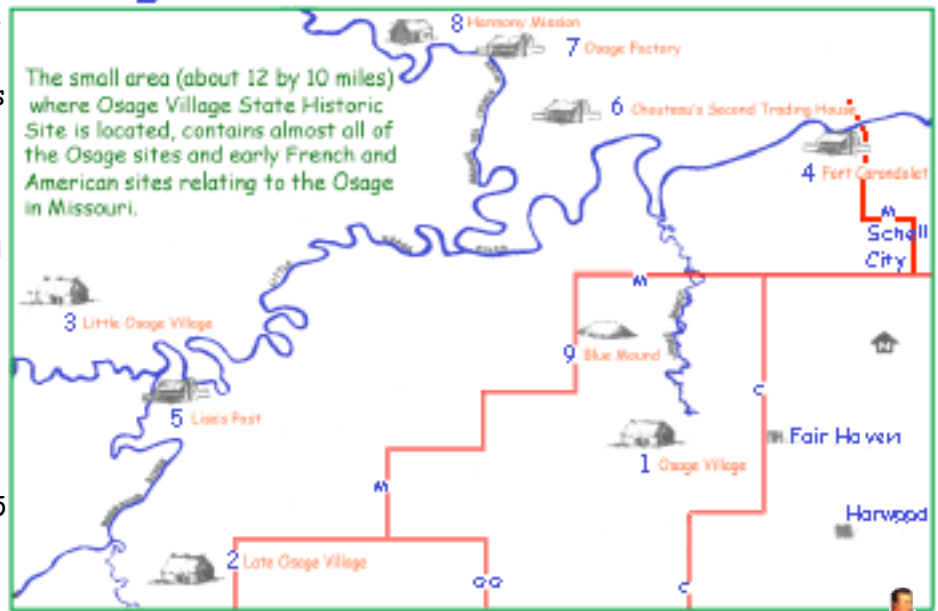 8 Harmony Mission
7 Osage Factory
The small area (about 12 by 10 miles)
where Osage Village State Historic
Site is located, contains almost all of
the Osage sites and early French and
American sites relating to the Osage
in Missouri.
6 Chouteau's Second Trading House
4 Fort Carondolet
M
Schell
City
M
3 Little Osage Village
N
9 Blue Mound
C
5 Lisa's Post
Fair Haven
1 Osage Village
M
Harwood
2 Late Osage Village
C